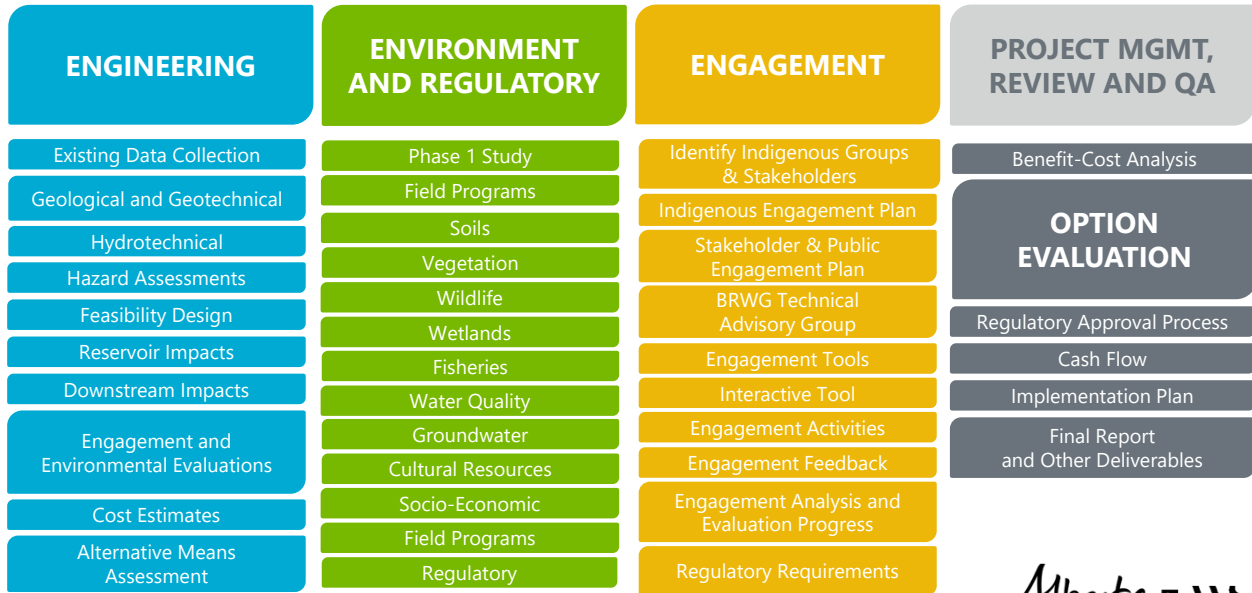 ENGINEERING
Existing Data Collection
Geological and Geotechnical
Hydrotechnical
Hazard Assessments
Feasibility Design
Reservoir Impacts
Downstream Impacts
Engagement and
Environmental Evaluations
Cost Estimates
Alternative Means
Assessment
ENVIRONMENT
AND REGULATORY
Phase 1 Study
Field Programs
Soils
Vegetation
Wildlife
Wetlands
Fisheries
Water Quality
Groundwater
Cultural Resources
Socio-Economic
Field Programs
Regulatory
ENGAGEMENT
Identify Indigenous Groups
& Stakeholders
Indigenous Engagement Plan
Stakeholder & Public
Engagement Plan
BRWG Technical
Advisory Group
Engagement Tools
Interactive Tool
Engagement Activities
Engagement Feedback
Engagement Analysis and
Evaluation Progress
Regulatory Requirements
PROJECT MGMT,
REVIEW AND QA
Benefit-Cost Analysis
OPTION
EVALUATION
Regulatory Approval Process
Cash Flow
Implementation Plan
Final Report
and Other Deliverables